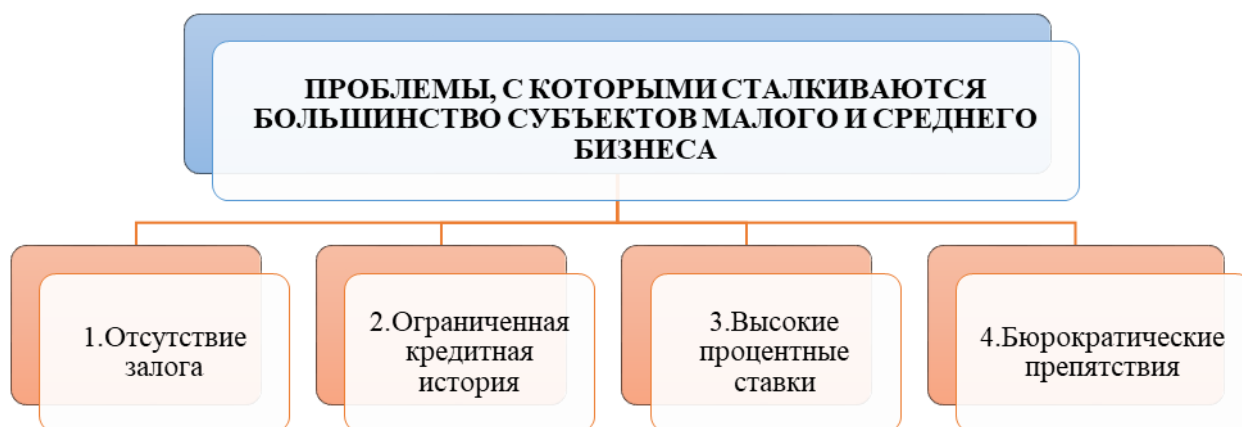 ПРОБЛЕМЫ, С КОТОРЫМИ СТАЛКИВАЮТСЯ
БОЛЬШИНСТВО СУБЪЕКТОВ МАЛОГО И СРЕДНЕГО
БИЗНЕСА
1.Отсутствие
залога
2.Ограниченная
кредитная
история
3.Высокие
процентные
ставки
4.Бюрократические
препятствия